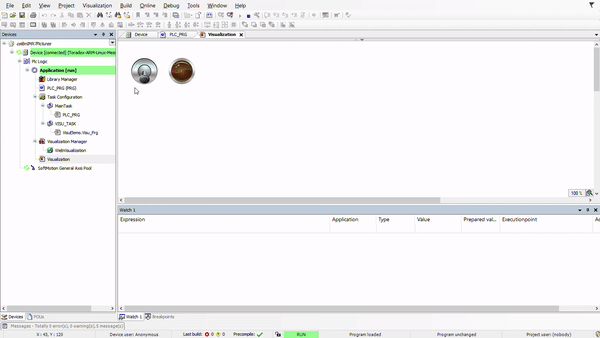 File Edit View Project Visualization Build Online Debug Tools Window Help
Devices
Device PLC_PRG Visualization
Device [connected] (Toradex-ARM-Linux-
Plc Logic
Application [run]
Library Manager
PLC_PRG (PRG)
Task Configuration
MainTask
PLC_PRG
VISU_TASK
VisuElems.Visu_Prg
Visualization Manager
WebVisualization
Visualization
SoftMotion General Axis Pool
100 %
Watch 1
Expression Application Type Value Prepared val... Executionpoint
Devices POUs
Watch 1 Breakpoints
Messages - Totally 0 error(s), 0 warning(s), 5 message(s)
X : 43, Y : 120 Device user: Anonymous Last build: 0 0 Precompile: RUN Program loaded Program unchanged Project user: (nobody)